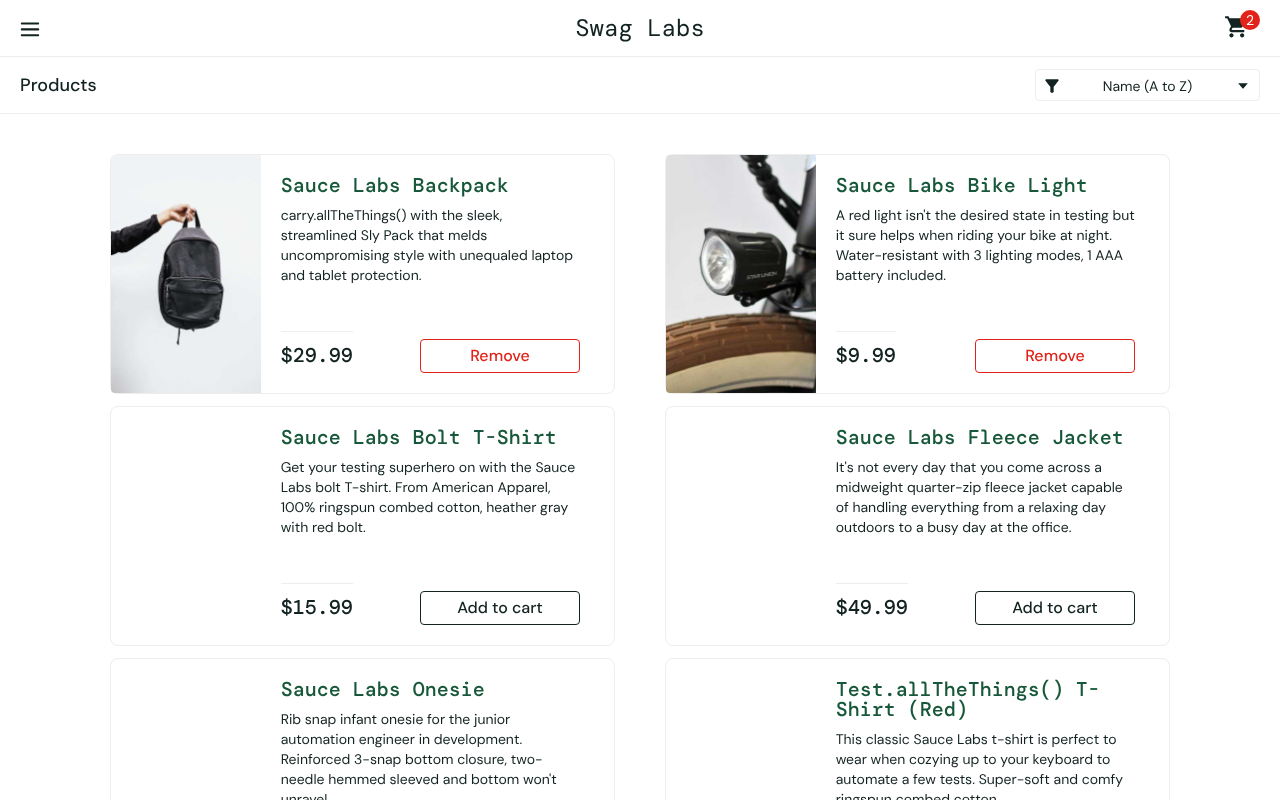 Swag Labs
2
Products
Name (A to Z)
Sauce Labs Backpack
carry.allTheThings() with the sleek,
streamlined Sly Pack that melds
uncompromising style with unequaled laptop
and tablet protection.
$29.99
Remove
Sauce Labs Bike Light
A red light isn't the desired state in testing but
it sure helps when riding your bike at night.
Water-resistant with 3 lighting modes, 1 AAA
battery included.
$9.99
Remove
Sauce Labs Bolt T-Shirt
Get your testing superhero on with the Sauce
Labs bolt T-shirt. From American Apparel,
100% ringspun combed cotton, heather gray
with red bolt.
$15.99
Add to cart
Sauce Labs Fleece Jacket
It's not every day that you come across a
midweight quarter-zip fleece jacket capable
of handling everything from a relaxing day
outdoors to a busy day at the office.
$49.99
Add to cart
Sauce Labs Onesie
Rib snap infant onesie for the junior
automation engineer in development.
Reinforced 3-snap bottom closure, two-
needle hemmed sleeved and bottom won't
unravel.
Test.allTheThings() T-
Shirt (Red)
This classic Sauce Labs t-shirt is perfect to
wear when cozying up to your keyboard to
automate a few tests. Super-soft and comfy
ringspun combed cotton.